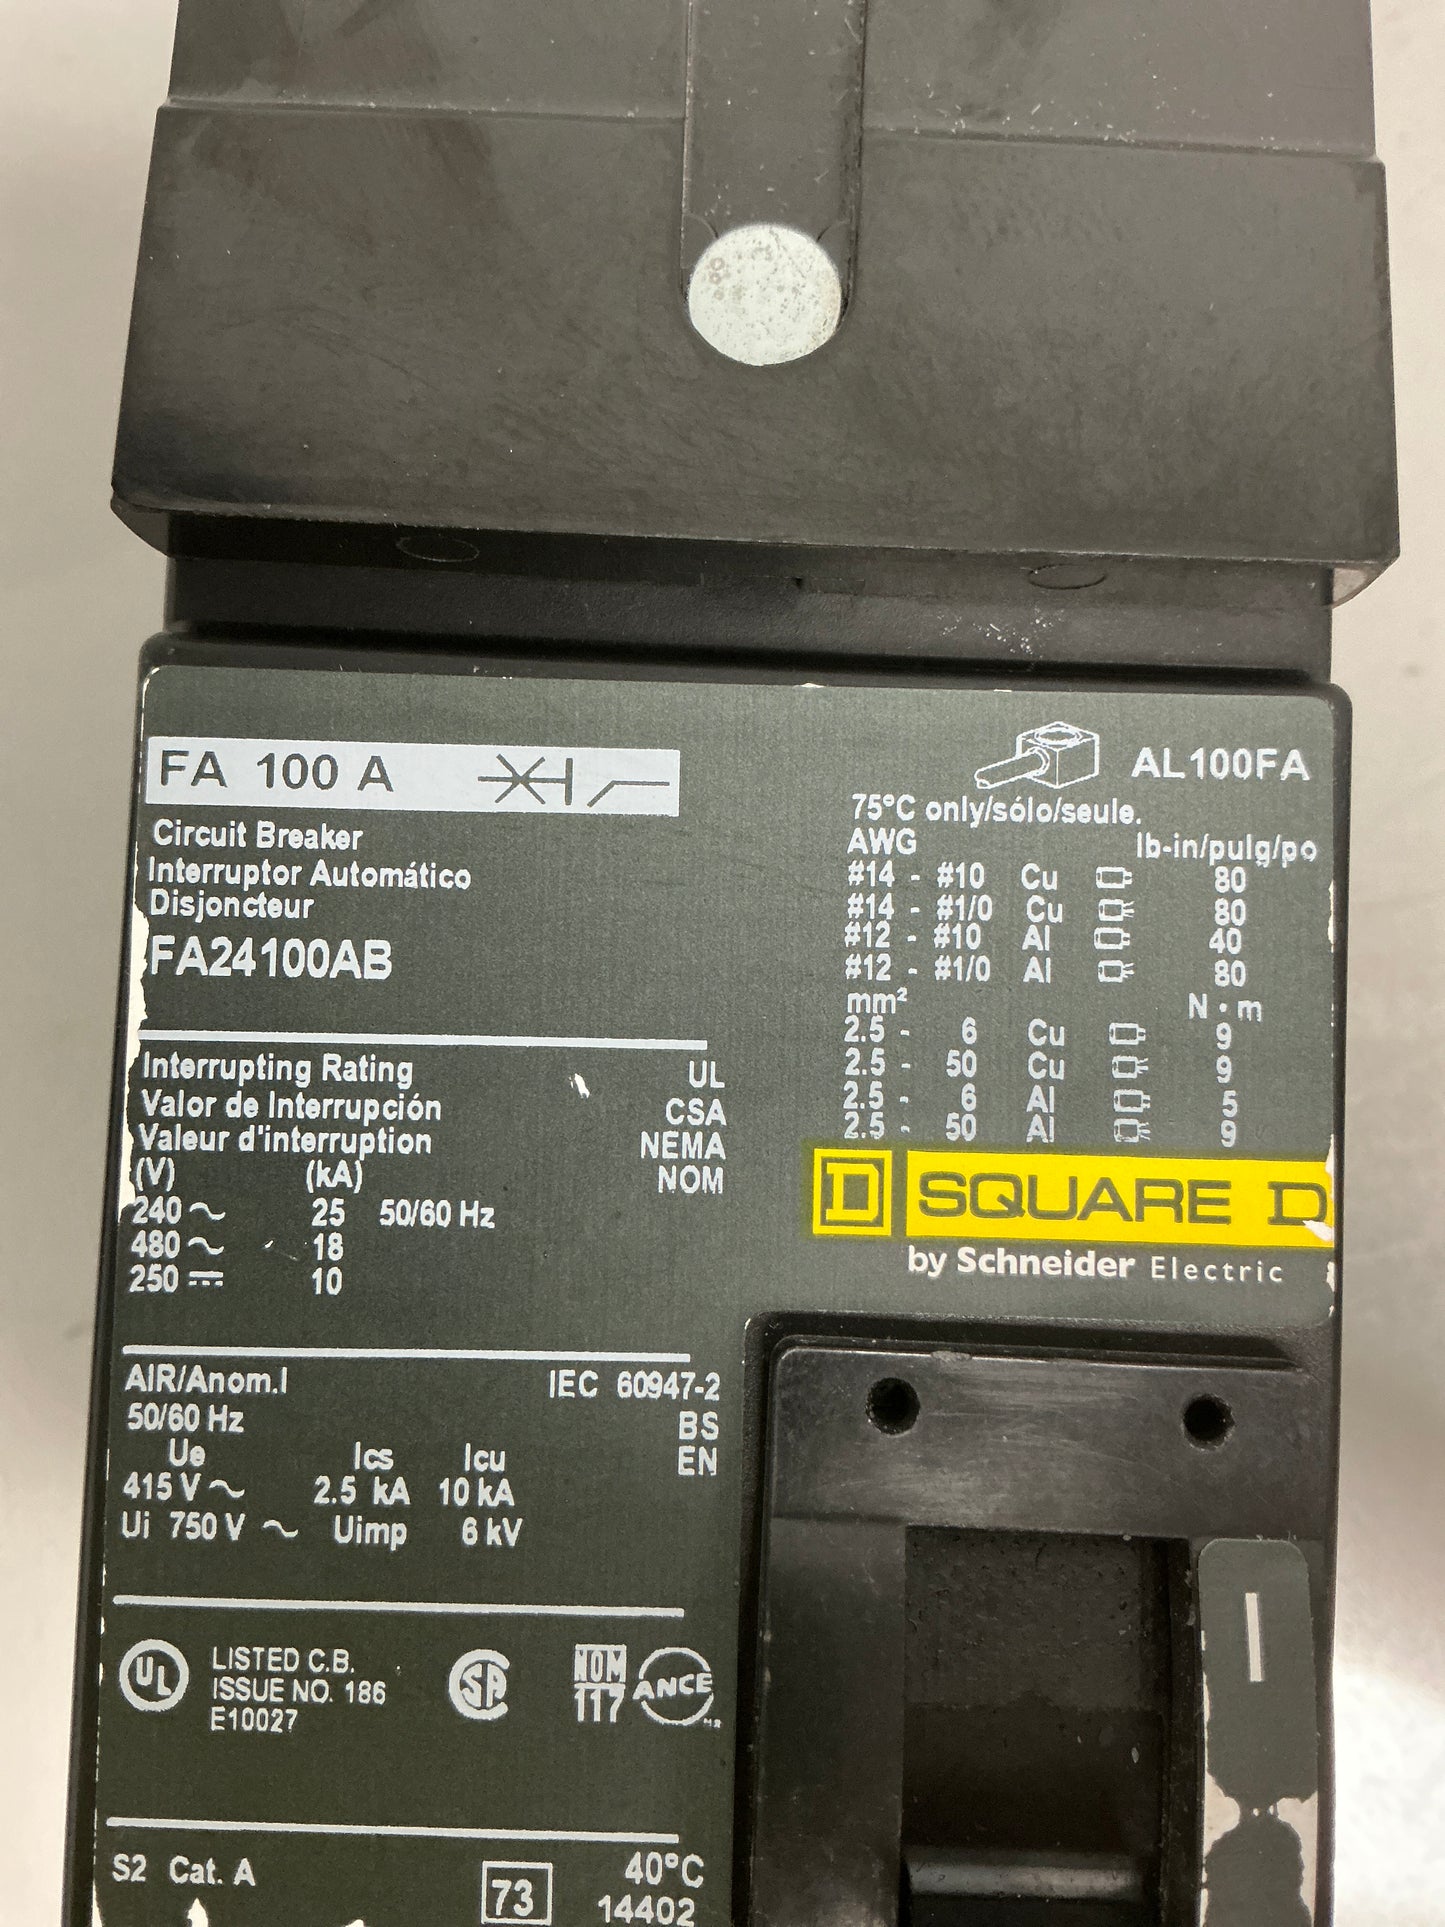 FA 100 A
Circuit Breaker
Interruptor Automático
Disjoncteur
FA24100AB
AL100FA
75°C only/sólo/seule.
AWG lb-in/pulg/po
#14 - #10 Cu 80
#14 - #1/0 Cu 80
#12 - #10 Al 40
#12 - #1/0 Al 80
mm² N·m
2.5 - 6 Cu 9
2.5 - 50 Cu 9
2.5 - 6 Al 5
2.5 - 50 Al 9
D SQUARE D
by Schneider Electric
Interrupting Rating UL
Valor de Interrupción CSA
Valeur d'interruption NEMA
(V) (kA) NOM
240 ~ 25 50/60 Hz
480 ~ 18
250 ⎓ 10
AIR/Anom.I IEC 60947-2
50/60 Hz BS
Ue Ics Icu EN
415 V ~ 2.5 kA 10 kA
Ui 750 V ~ Uimp 6 kV
UL LISTED C.B.
ISSUE NO. 186
E10027
SA
NOM
117
ANCE
S2 Cat. A 73 40°C
14402
I